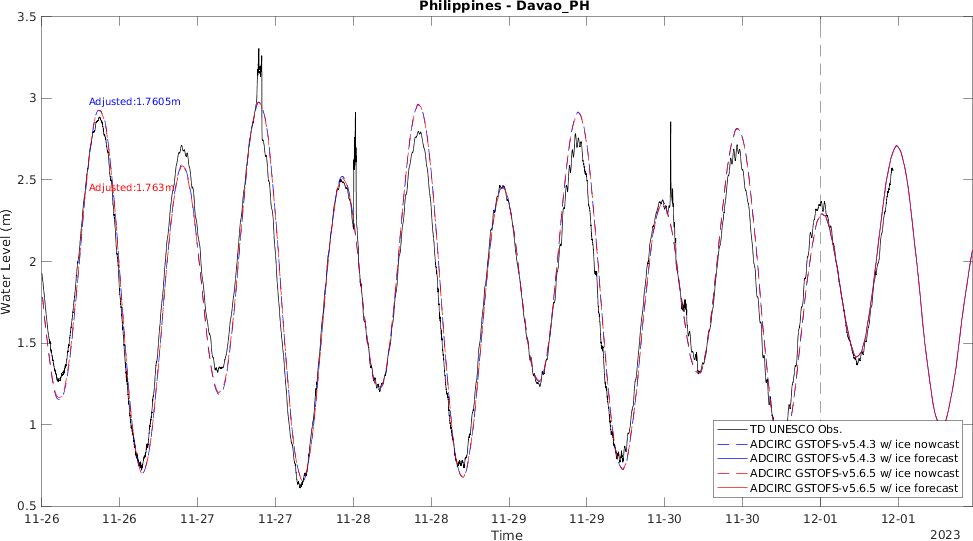 Philippines - Davao_PH
3.5
3
2.5
2
1.5
1
0.5
Water Level (m)
Adjusted:1.7605m
Adjusted:1.763m
TD UNESCO Obs.
ADCIRC GSTOFS-v5.4.3 w/ ice nowcast
ADCIRC GSTOFS-v5.4.3 w/ ice forecast
ADCIRC GSTOFS-v5.6.5 w/ ice nowcast
ADCIRC GSTOFS-v5.6.5 w/ ice forecast
11-26 11-26 11-27 11-27 11-28 11-28 11-29 11-29 11-30 11-30 12-01 12-01
Time
2023